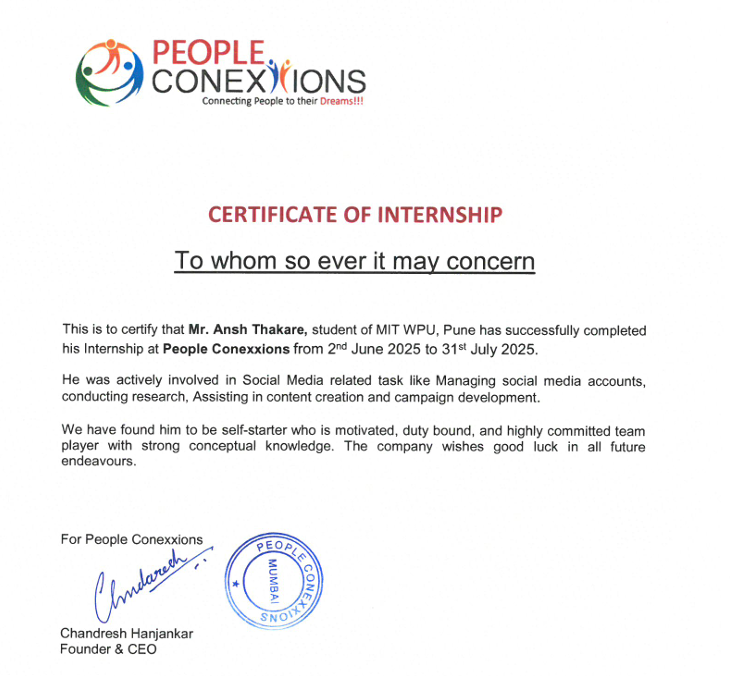 PEOPLE
CONEXXIONS
Connecting People to their Dreams!!!
CERTIFICATE OF INTERNSHIP
To whom so ever it may concern
This is to certify that Mr. Ansh Thakare, student of MIT WPU, Pune has successfully completed
his Internship at People Conexxions from 2nd June 2025 to 31st July 2025.
He was actively involved in Social Media related task like Managing social media accounts,
conducting research, Assisting in content creation and campaign development.
We have found him to be self-starter who is motivated, duty bound, and highly committed team
player with strong conceptual knowledge. The company wishes good luck in all future
endeavours.
For People Conexxions
Chndaresh
PEOPLE CONEXXIONS
MUMBAI
Chandresh Hanjankar
Founder & CEO